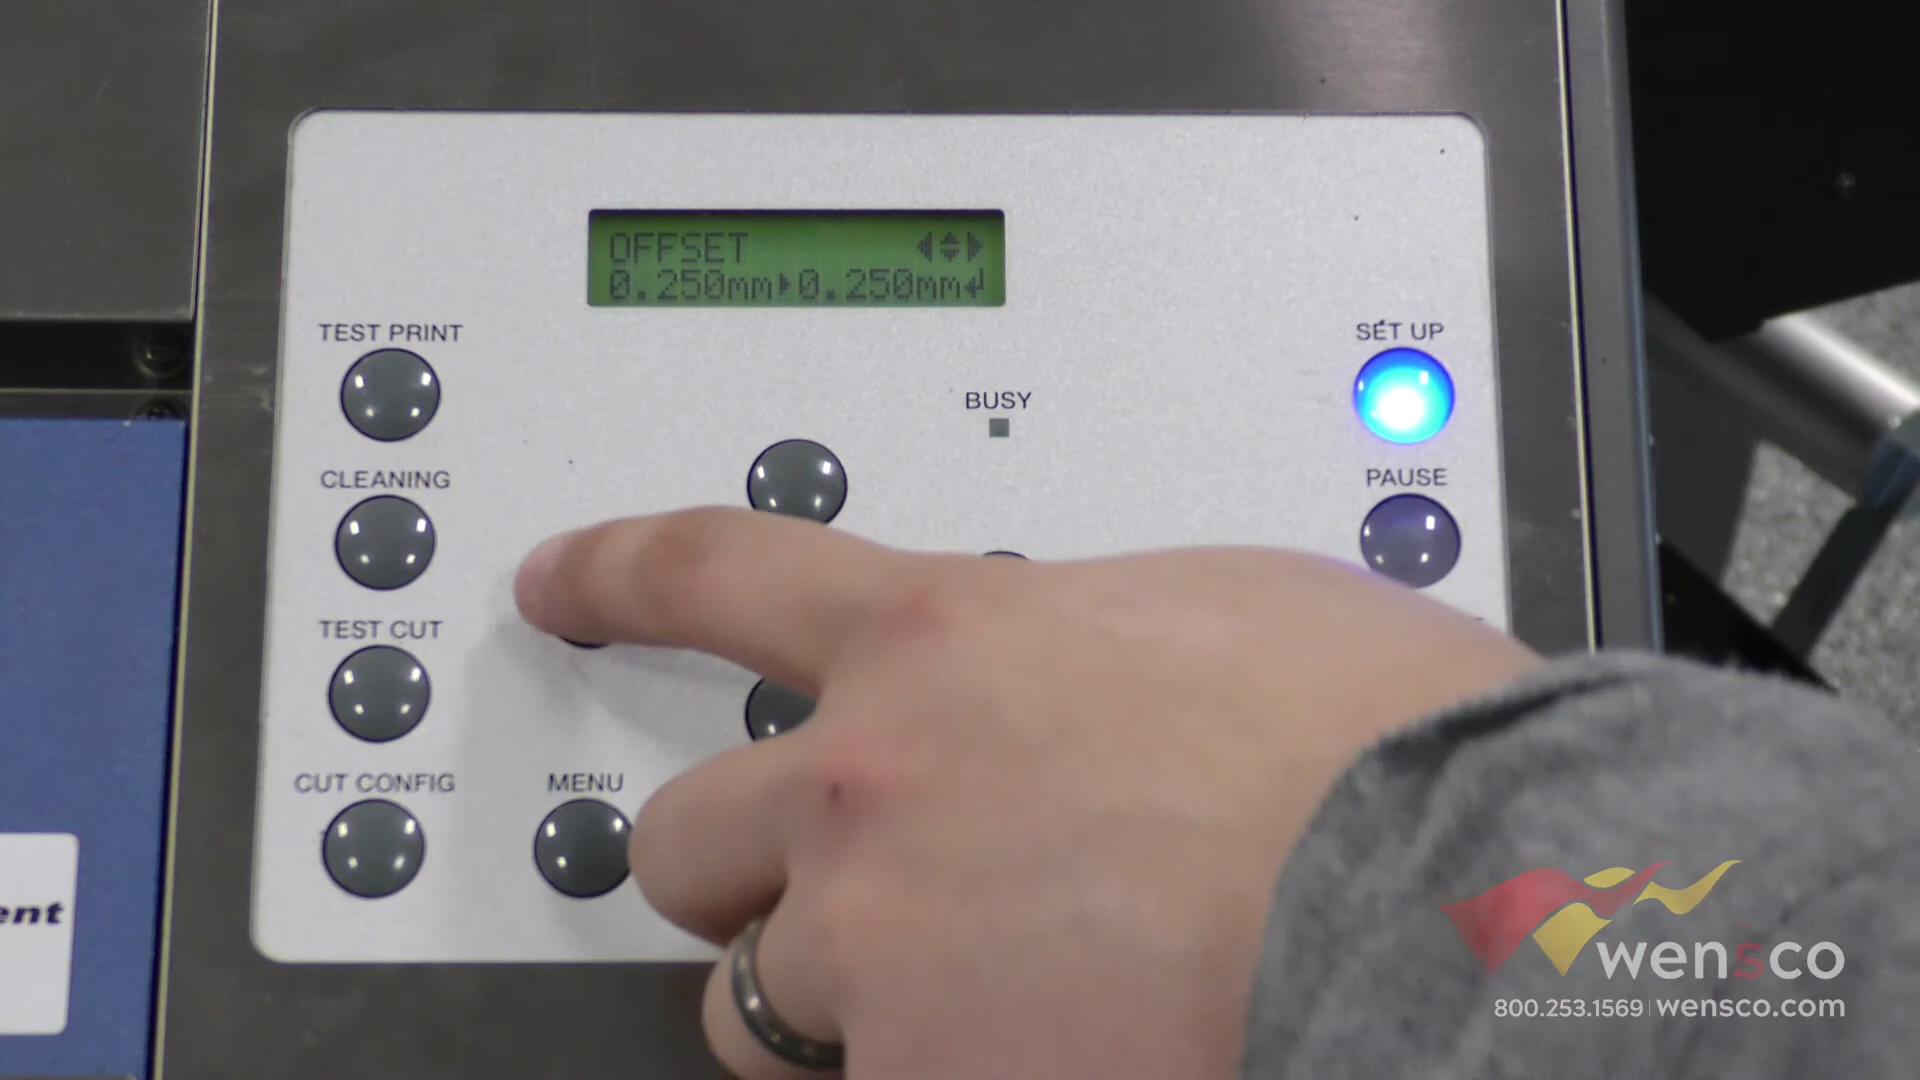 OFFSET ◀◆▶
0.250mm▶0.250mm↵
TEST PRINT
SET UP
BUSY
CLEANING
PAUSE
TEST CUT
CUT CONFIG
MENU
ent
wensco
800.253.1569 | wensco.com